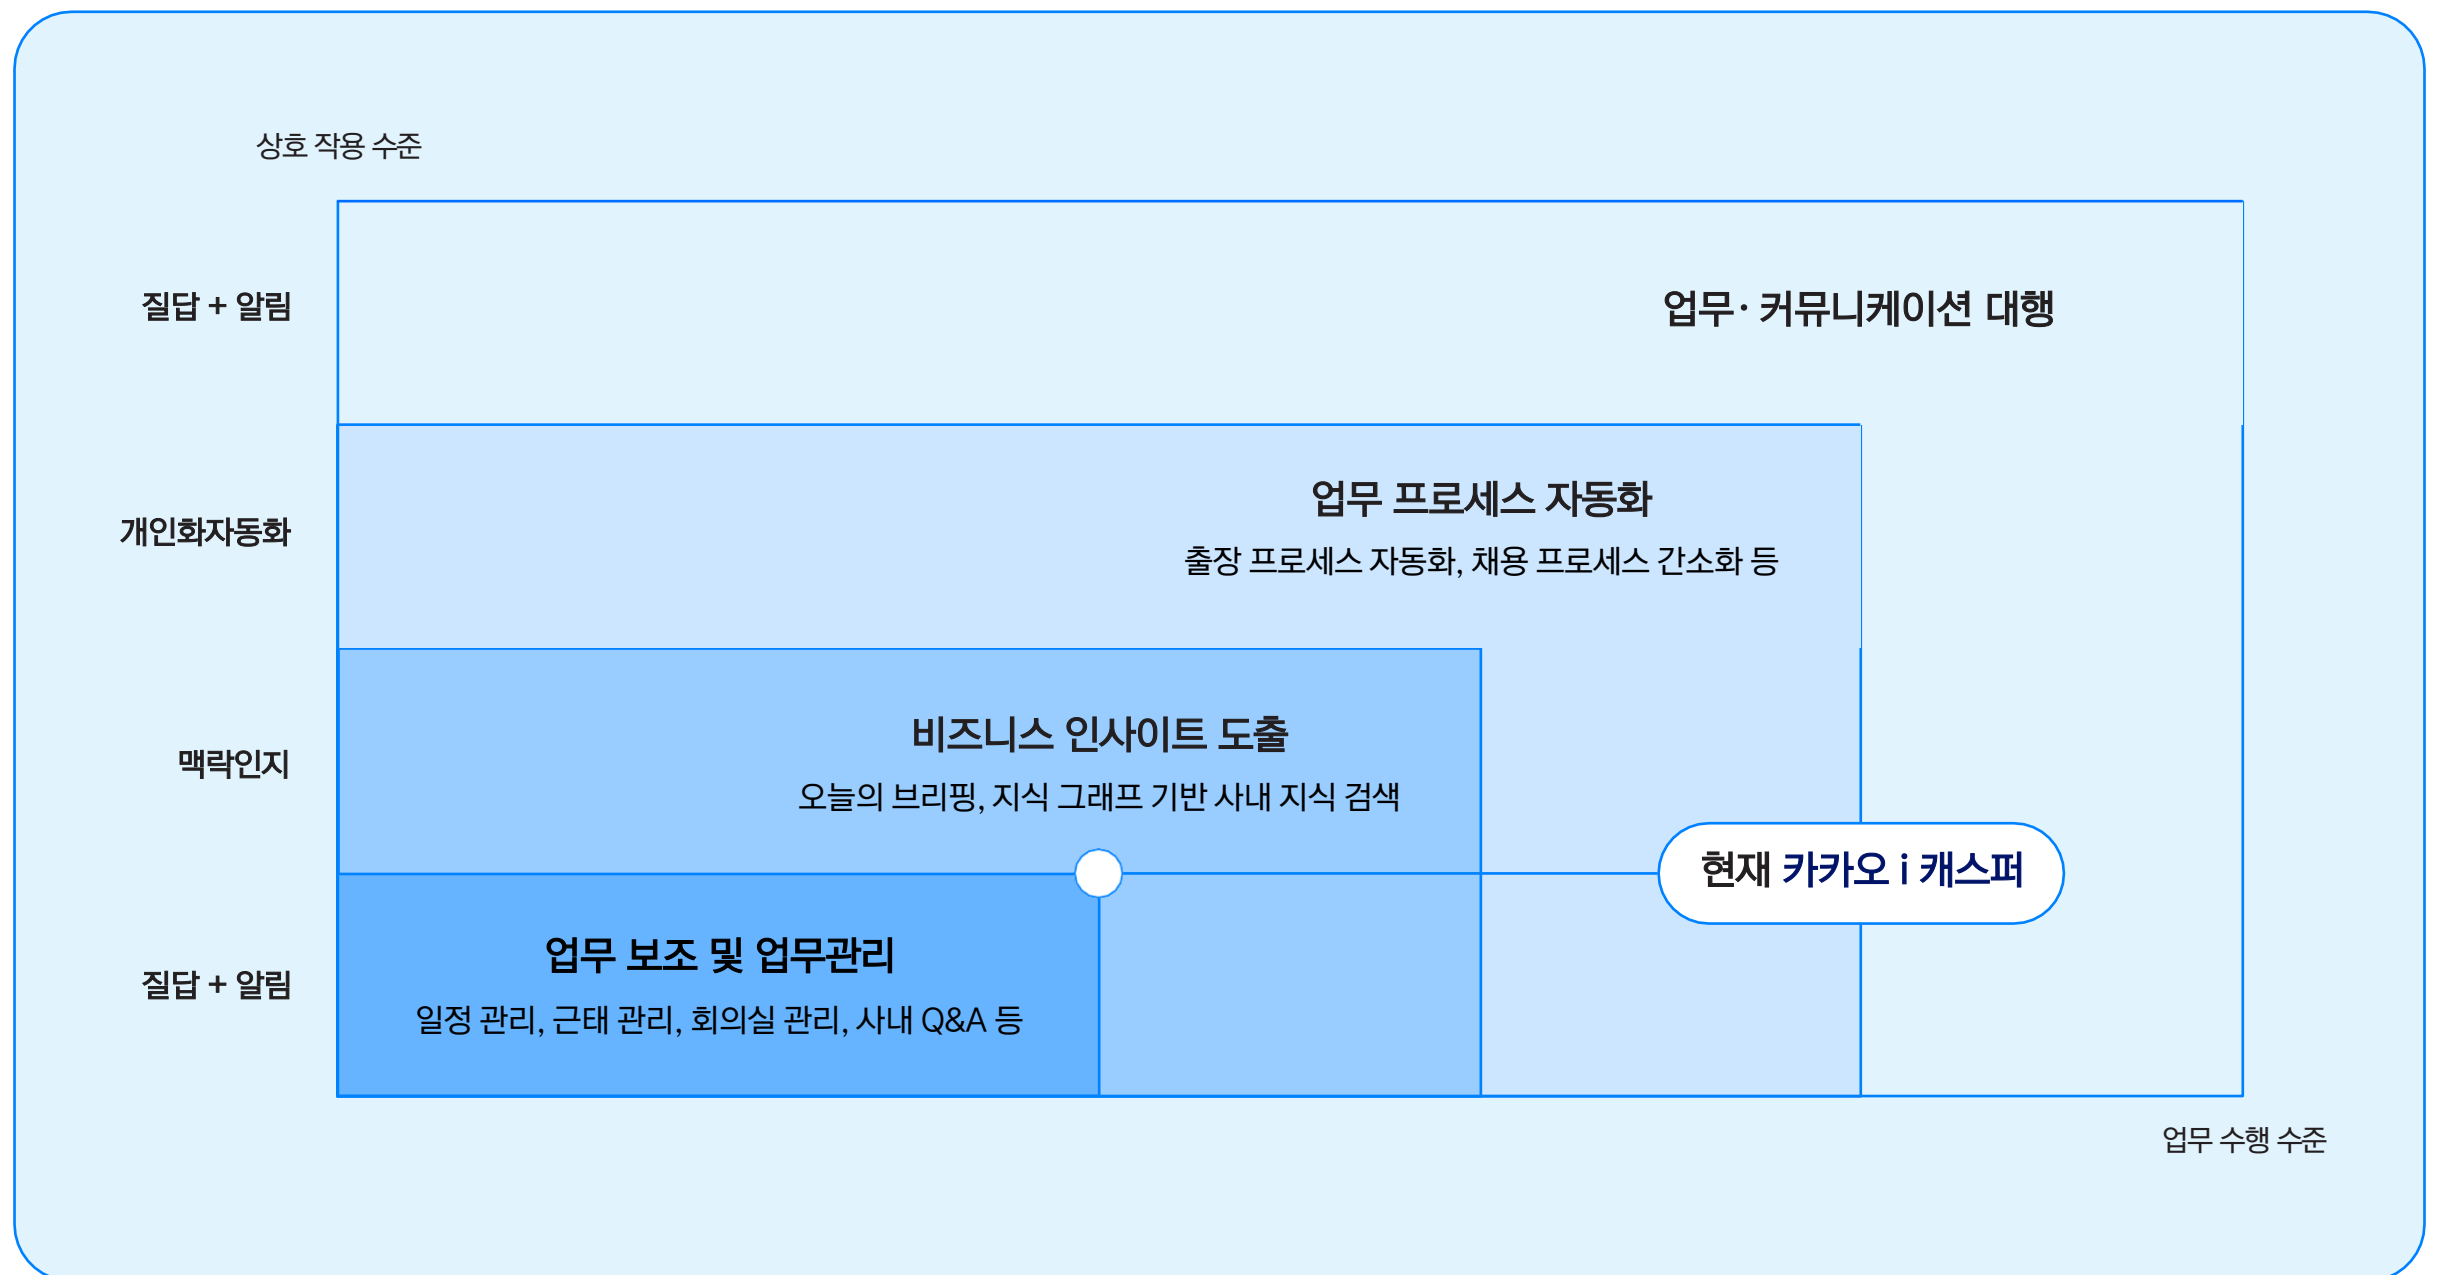 상호 작용 수준
질답 + 알림
업무· 커뮤니케이션 대행
개인화자동화
업무 프로세스 자동화
출장 프로세스 자동화, 채용 프로세스 간소화 등
맥락인지
비즈니스 인사이트 도출
오늘의 브리핑, 지식 그래프 기반 사내 지식 검색
현재 카카오 i 캐스퍼
질답 + 알림
업무 보조 및 업무관리
일정 관리, 근태 관리, 회의실 관리, 사내 Q&A 등
업무 수행 수준